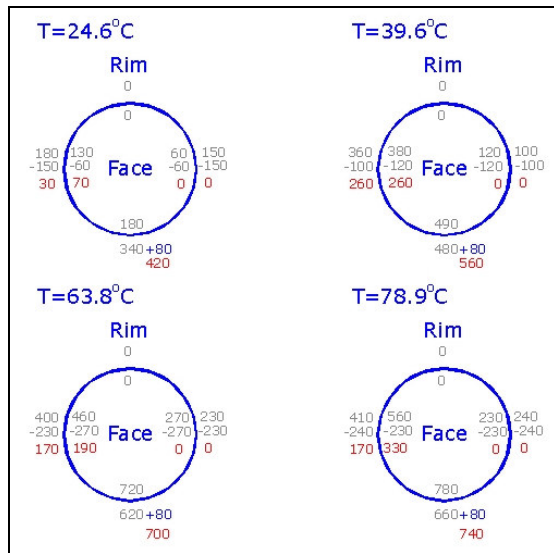 T=24.6°C
Rim
0
0
180 130 60 150
-150 -60 Face -60 -150
30 70 0 0
180
340+80
420
T=39.6°C
Rim
0
0
360 380 120 100
-100 -120 Face -120 -100
260 260 0 0
490
480+80
560
T=63.8°C
Rim
0
0
400 460 270 230
-230 -270 Face -270 -230
170 190 0 0
720
620+80
700
T=78.9°C
Rim
0
0
410 560 230 240
-240 -230 Face -230 -240
170 330 0 0
780
660+80
740